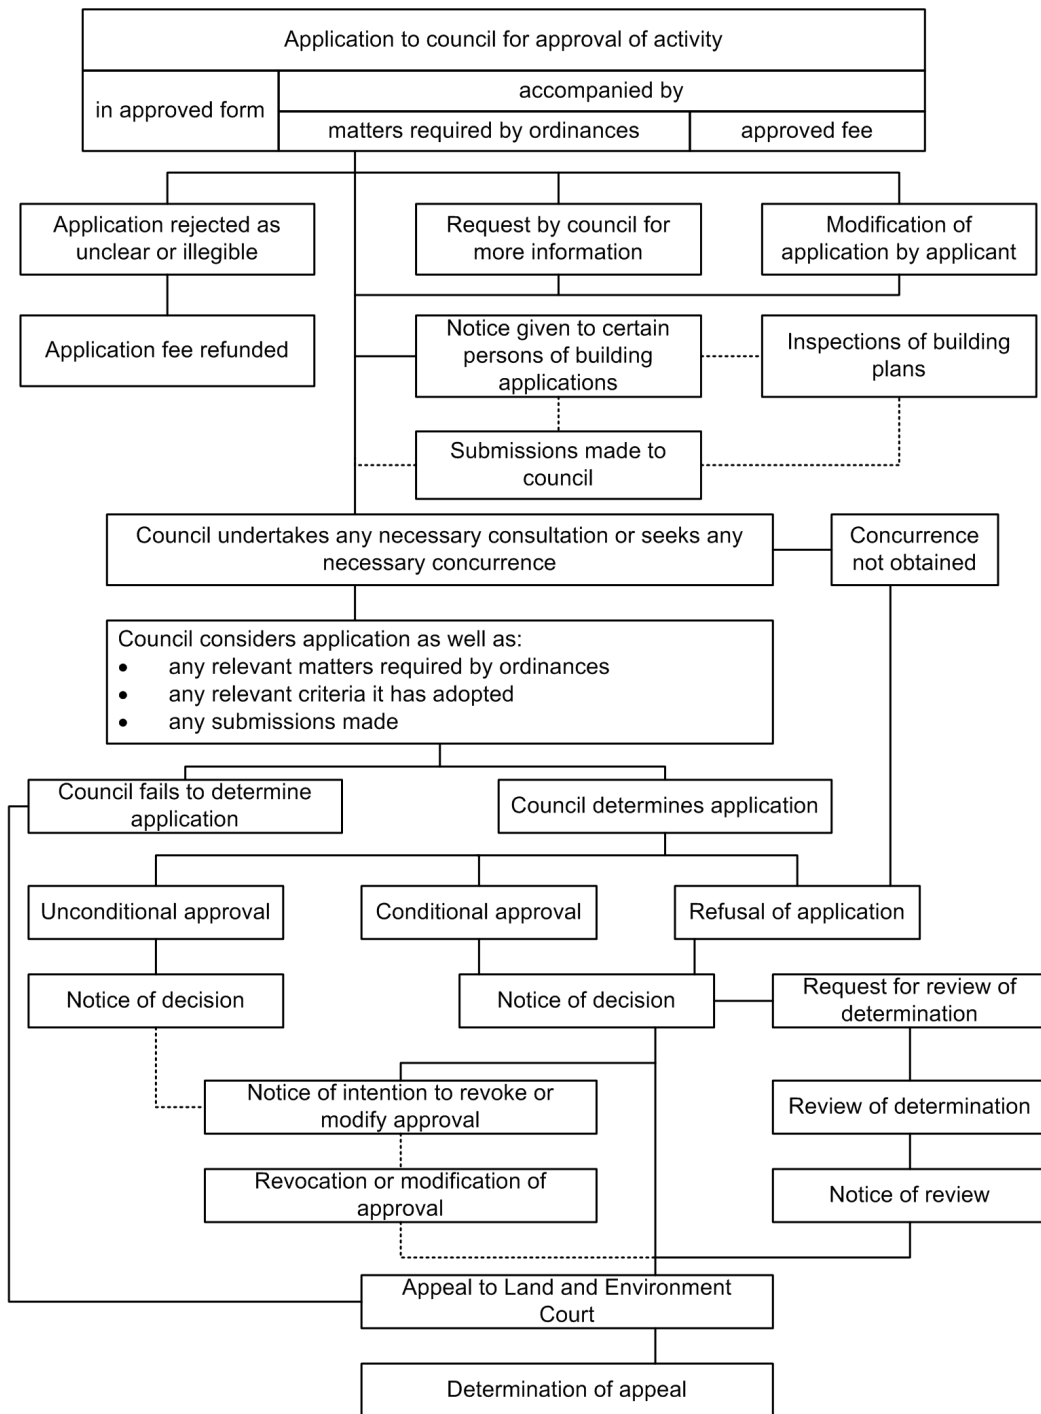 Application to council for approval of activity
in approved form
accompanied by
matters required by ordinances
approved fee
Application rejected as
unclear or illegible
Request by council for
more information
Modification of
application by applicant
Application fee refunded
Notice given to certain
persons of building
applications
Inspections of building
plans
Submissions made to
council
Council undertakes any necessary consultation or seeks any
necessary concurrence
Concurrence
not obtained
Council considers application as well as:
• any relevant matters required by ordinances
• any relevant criteria it has adopted
• any submissions made
Council fails to determine
application
Council determines application
Unconditional approval
Conditional approval
Refusal of application
Notice of decision
Notice of decision
Request for review of
determination
Notice of intention to revoke or
modify approval
Review of determination
Revocation or modification of
approval
Notice of review
Appeal to Land and Environment
Court
Determination of appeal